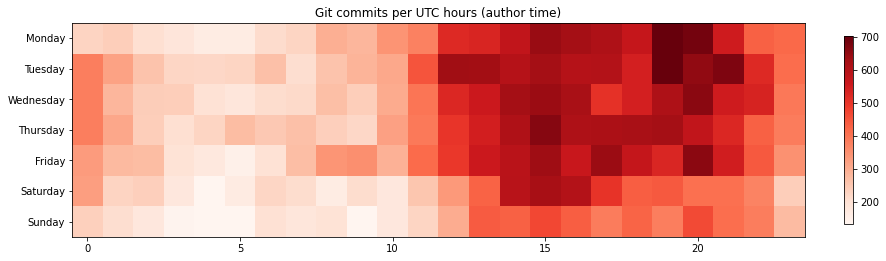 Git commits per UTC hours (author time)
Monday
Tuesday
Wednesday
Thursday
Friday
Saturday
Sunday
0 5 10 15 20
700
600
500
400
300
200